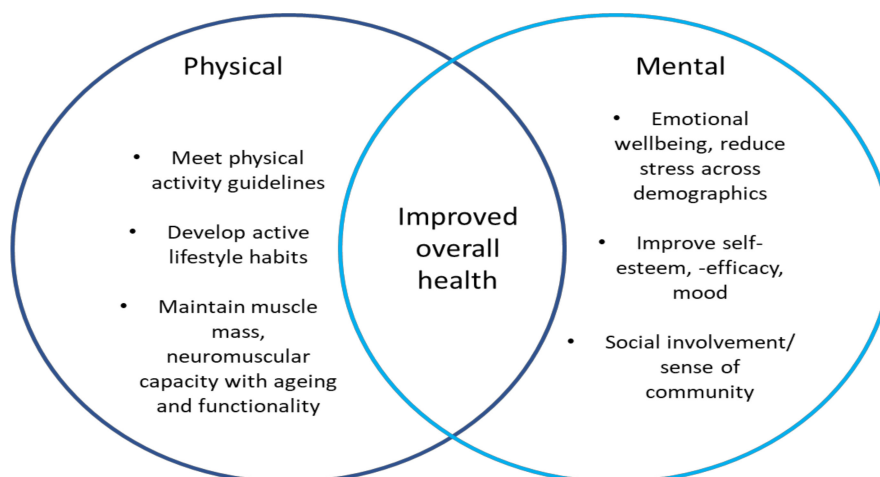 Physical
• Meet physical
activity guidelines
• Develop active
lifestyle habits
• Maintain muscle
mass,
neuromuscular
capacity with ageing
and functionality
Improved
overall
health
Mental
• Emotional
wellbeing, reduce
stress across
demographics
• Improve self-
esteem, -efficacy,
mood
• Social involvement/
sense of
community